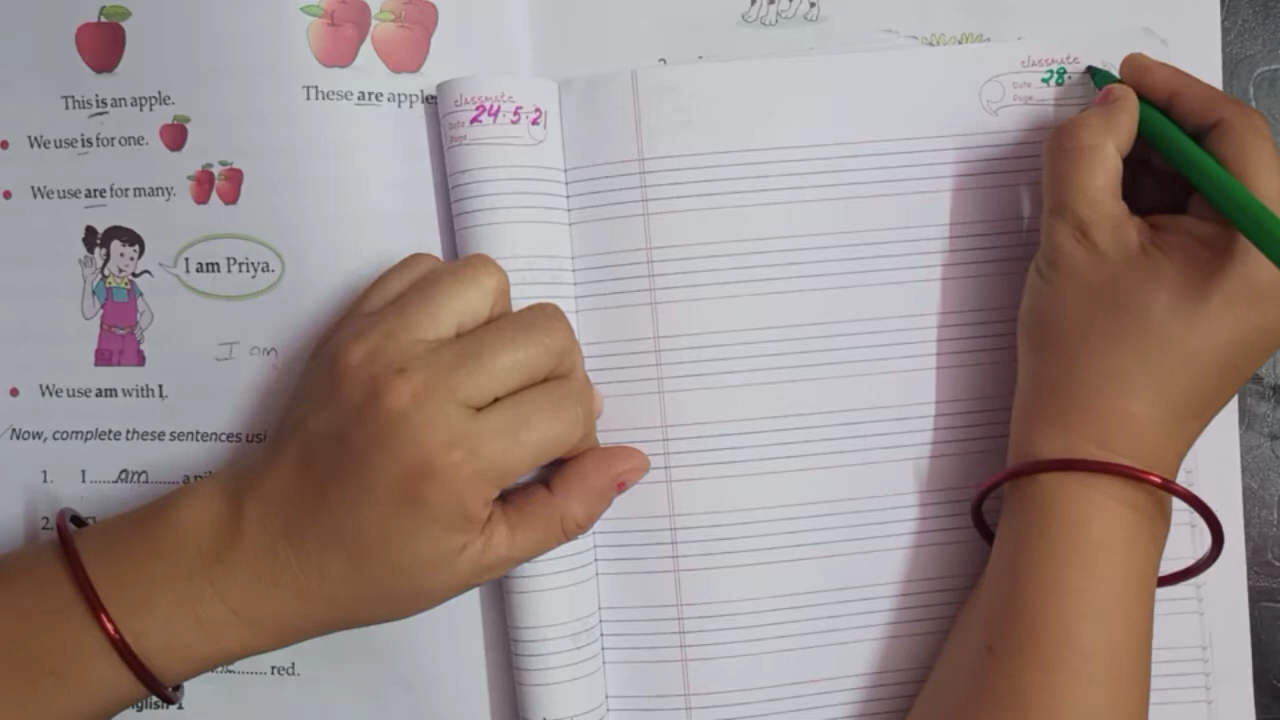 This is an apple.
These are apple
We use is for one.
We use are for many.
I am Priya.
I am
We use am with I.
Now, complete these sentences usi
1. I......am........ a
2.
.......... red.
classmate
Date 24.5.21
Page
classmate
Date 28.
Page